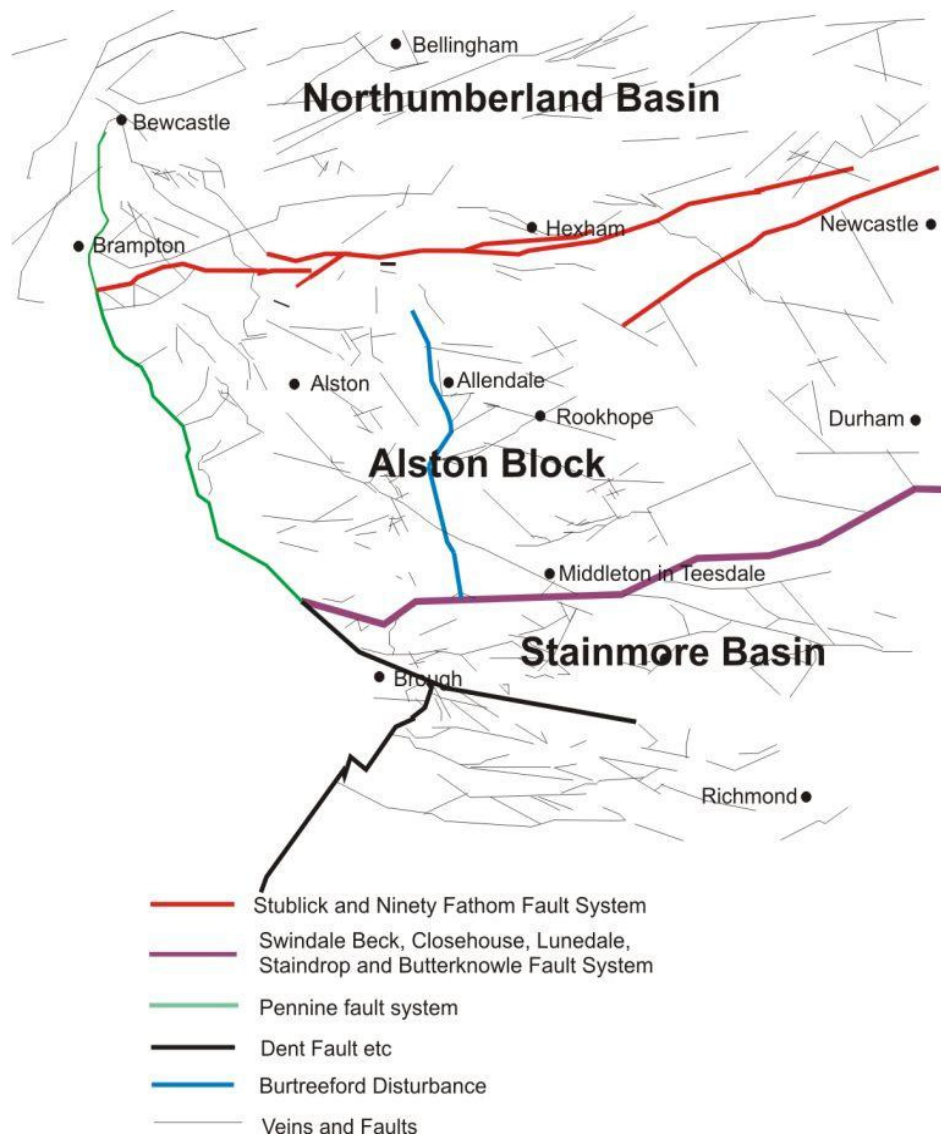 Bellingham
Northumberland Basin
Bewcastle
Hexham
Newcastle
Brampton
Alston
Allendale
Rookhope
Durham
Alston Block
Middleton in Teesdale
Stainmore Basin
Brough
Richmond
Stublick and Ninety Fathom Fault System
Swindale Beck, Closehouse, Lunedale,
Staindrop and Butterknowle Fault System
Pennine fault system
Dent Fault etc
Burtreeford Disturbance
Veins and Faults